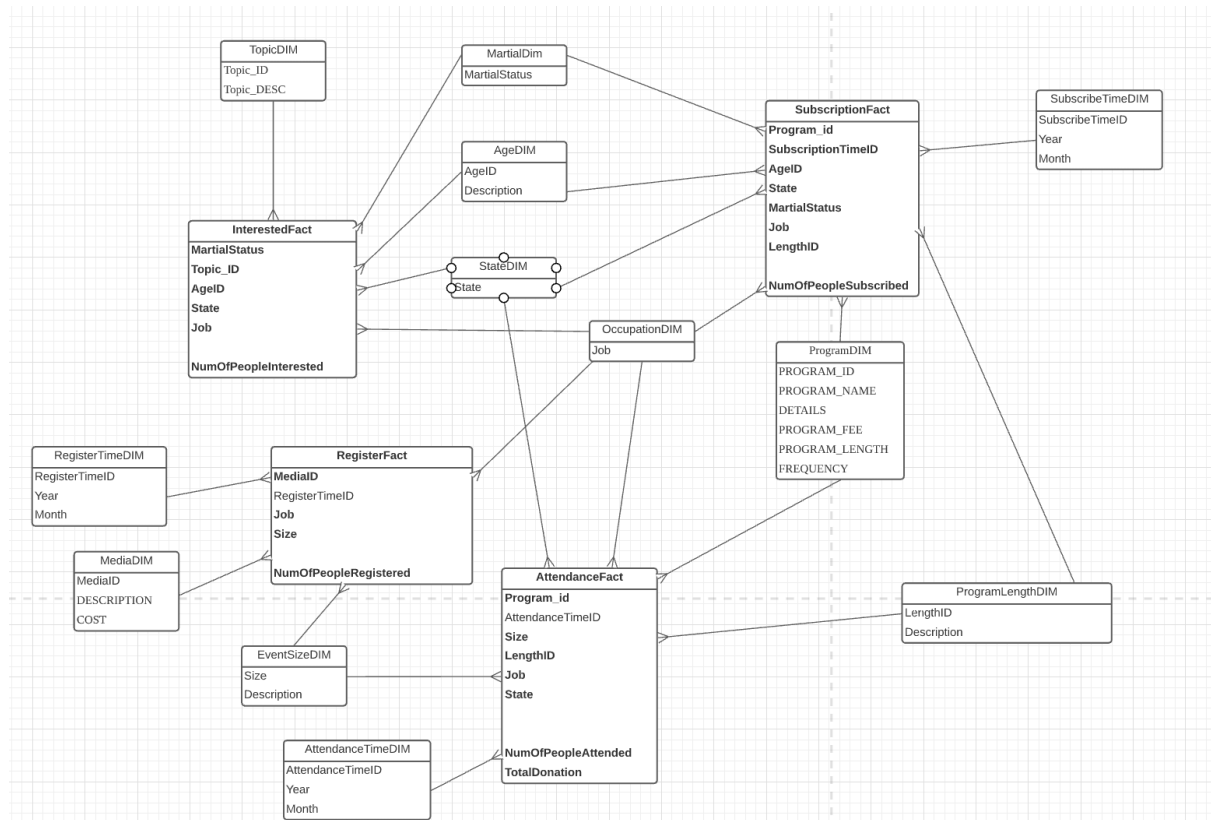 TopicDIM
Topic_ID
Topic_DESC
MartialDim
MartialStatus
AgeDIM
AgeID
Description
SubscriptionFact
Program_id
SubscriptionTimeID
AgeID
State
MartialStatus
Job
LengthID
NumOfPeopleSubscribed
SubscribeTimeDIM
SubscribeTimeID
Year
Month
InterestedFact
MartialStatus
Topic_ID
AgeID
State
Job
NumOfPeopleInterested
StateDIM
State
OccupationDIM
Job
ProgramDIM
PROGRAM_ID
PROGRAM_NAME
DETAILS
PROGRAM_FEE
PROGRAM_LENGTH
FREQUENCY
RegisterTimeDIM
RegisterTimeID
Year
Month
RegisterFact
MediaID
RegisterTimeID
Job
Size
NumOfPeopleRegistered
MediaDIM
MediaID
DESCRIPTION
COST
AttendanceFact
Program_id
AttendanceTimeID
Size
LengthID
Job
State
NumOfPeopleAttended
TotalDonation
ProgramLengthDIM
LengthID
Description
EventSizeDIM
Size
Description
AttendanceTimeDIM
AttendanceTimeID
Year
Month